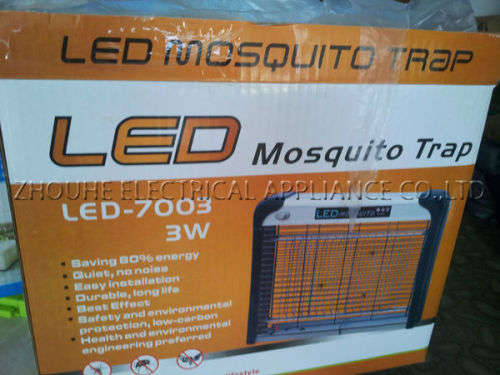 LED MOSQUITO TRAP
LED Mosquito Trap
ZHOUHE ELECTRICAL APPLIANCE CO.,LTD
LED-7003
3W
LED MOSQUITO
• Saving 80% energy
• Quiet, no noise
• Easy installation
• Durable, long life
• Best Effect
• Safety and environmental
protection, low-carbon
• Health and environmental
engineering preferred